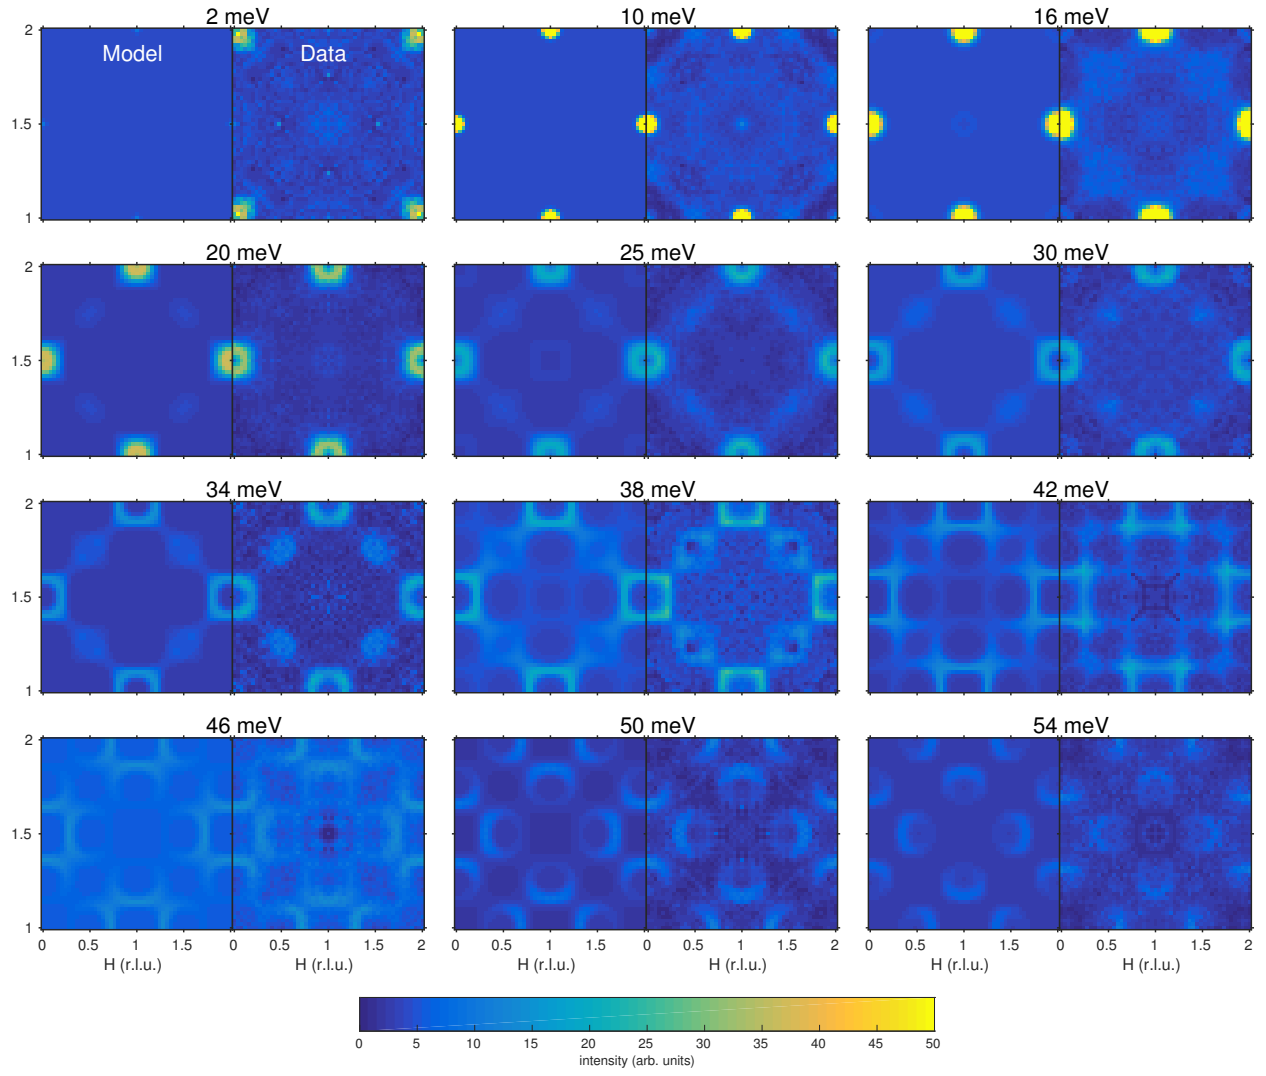 2 meV
10 meV
16 meV
2
1.5
1
Model
Data
20 meV
25 meV
30 meV
2
1.5
1
34 meV
38 meV
42 meV
2
1.5
1
46 meV
50 meV
54 meV
2
1.5
1
0 0.5 1 1.5 0 0.5 1 1.5 2
0 0.5 1 1.5 0 0.5 1 1.5 2
0 0.5 1 1.5 0 0.5 1 1.5 2
H (r.l.u.) H (r.l.u.)
H (r.l.u.) H (r.l.u.)
H (r.l.u.) H (r.l.u.)
0 5 10 15 20 25 30 35 40 45 50
intensity (arb. units)